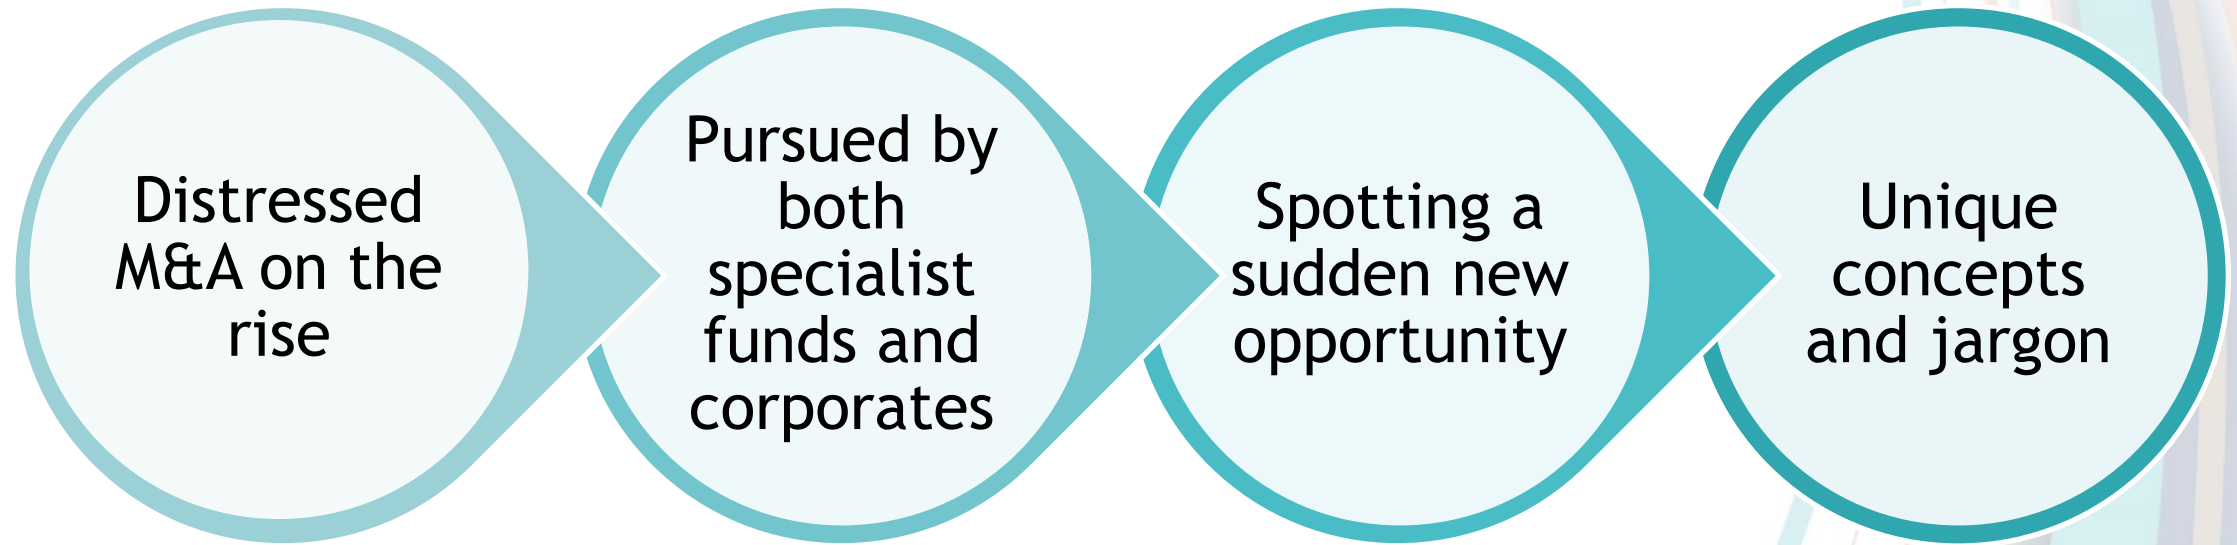 Distressed
M&A on the
rise
Pursued by
both
specialist
funds and
corporates
Spotting a
sudden new
opportunity
Unique
concepts
and jargon